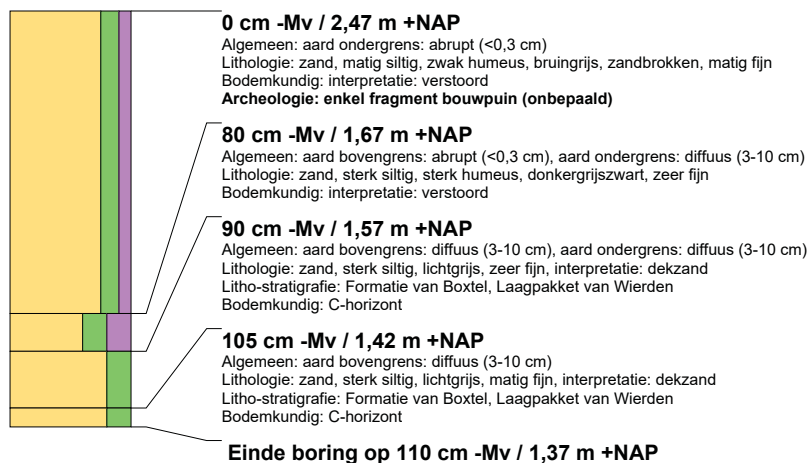 0 cm -Mv / 2,47 m +NAP
Algemeen: aard ondergrens: abrupt (<0,3 cm)
Lithologie: zand, matig siltig, zwak humeus, bruingrijs, zandbrokken, matig fijn
Bodemkundig: interpretatie: verstoord
Archeologie: enkel fragment bouwpuin (onbepaald)
80 cm -Mv / 1,67 m +NAP
Algemeen: aard bovengrens: abrupt (<0,3 cm), aard ondergrens: diffuus (3-10 cm)
Lithologie: zand, sterk siltig, sterk humeus, donkergrijszwart, zeer fijn
Bodemkundig: interpretatie: verstoord
90 cm -Mv / 1,57 m +NAP
Algemeen: aard bovengrens: diffuus (3-10 cm), aard ondergrens: diffuus (3-10 cm)
Lithologie: zand, sterk siltig, lichtgrijs, zeer fijn, interpretatie: dekzand
Litho-stratigrafie: Formatie van Boxtel, Laagpakket van Wierden
Bodemkundig: C-horizont
105 cm -Mv / 1,42 m +NAP
Algemeen: aard bovengrens: diffuus (3-10 cm)
Lithologie: zand, sterk siltig, lichtgrijs, matig fijn, interpretatie: dekzand
Litho-stratigrafie: Formatie van Boxtel, Laagpakket van Wierden
Bodemkundig: C-horizont
Einde boring op 110 cm -Mv / 1,37 m +NAP